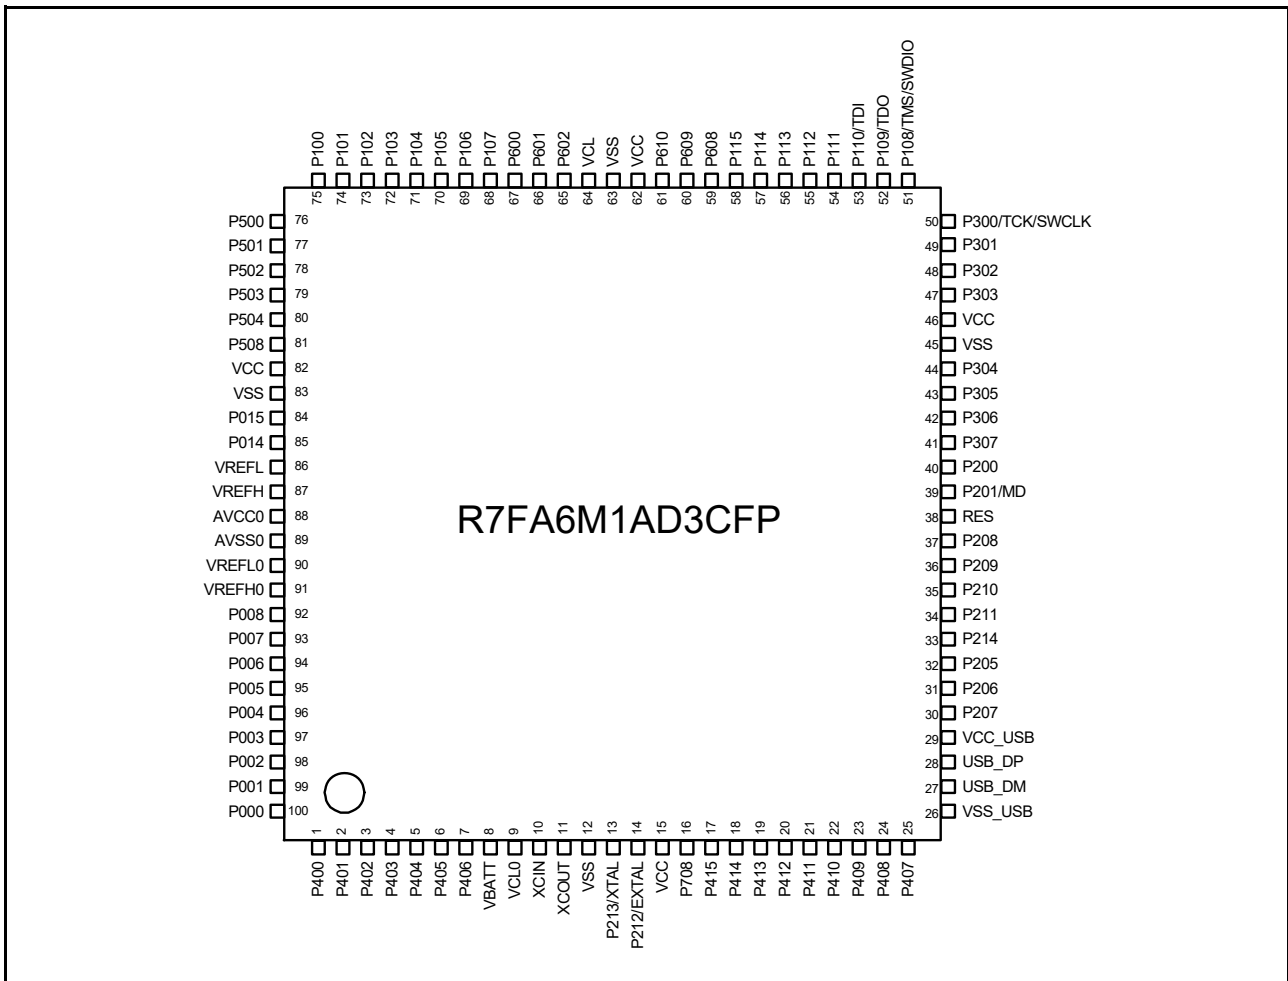 P100 P101 P102 P103 P104 P105 P106 P107 P600 P601 P602 VCL VSS VCC P610 P609 P608 P115 P114 P113 P112 P111 P110/TDI P109/TDO P108/TMS/SWDIO
75 74 73 72 71 70 69 68 67 66 65 64 63 62 61 60 59 58 57 56 55 54 53 52 51
P500 76
P501 77
P502 78
P503 79
P504 80
P508 81
VCC 82
VSS 83
P015 84
P014 85
VREFL 86
VREFH 87
AVCC0 88
AVSS0 89
VREFL0 90
VREFH0 91
P008 92
P007 93
P006 94
P005 95
P004 96
P003 97
P002 98
P001 99
P000 100
R7FA6M1AD3CFP
50 P300/TCK/SWCLK
49 P301
48 P302
47 P303
46 VCC
45 VSS
44 P304
43 P305
42 P306
41 P307
40 P200
39 P201/MD
38 RES
37 P208
36 P209
35 P210
34 P211
33 P214
32 P205
31 P206
30 P207
29 VCC_USB
28 USB_DP
27 USB_DM
26 VSS_USB
1 2 3 4 5 6 7 8 9 10 11 12 13 14 15 16 17 18 19 20 21 22 23 24 25
P400 P401 P402 P403 P404 P405 P406 VBATT VCL0 XCIN XCOUT VSS P213/XTAL P212/EXTAL VCC P708 P415 P414 P413 P412 P411 P410 P409 P408 P407